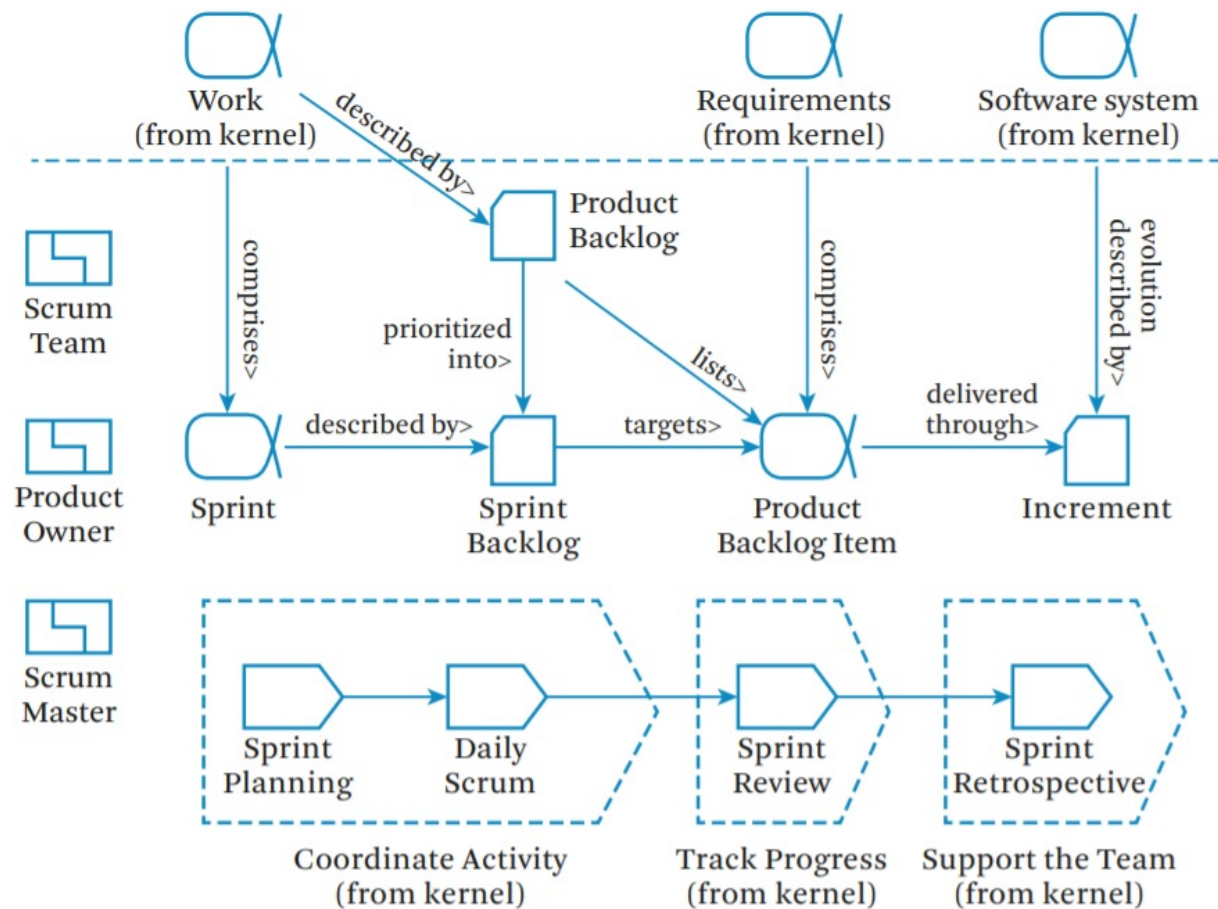 Work
(from kernel)
described by>
Requirements
(from kernel)
Software system
(from kernel)
Product
Backlog
Scrum
Team
comprises>
prioritized
into>
lists>
comprises>
evolution
described by>
described by>
targets>
delivered
through>
Product
Owner
Sprint
Sprint
Backlog
Product
Backlog Item
Increment
Scrum
Master
Sprint
Planning
Daily
Scrum
Sprint
Review
Sprint
Retrospective
Coordinate Activity
(from kernel)
Track Progress
(from kernel)
Support the Team
(from kernel)